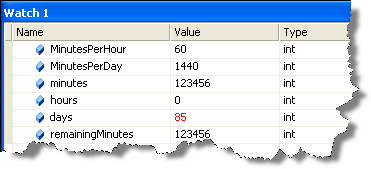 Watch 1
Name Value Type
MinutesPerHour 60 int
MinutesPerDay 1440 int
minutes 123456 int
hours 0 int
days 85 int
remainingMinutes 123456 int